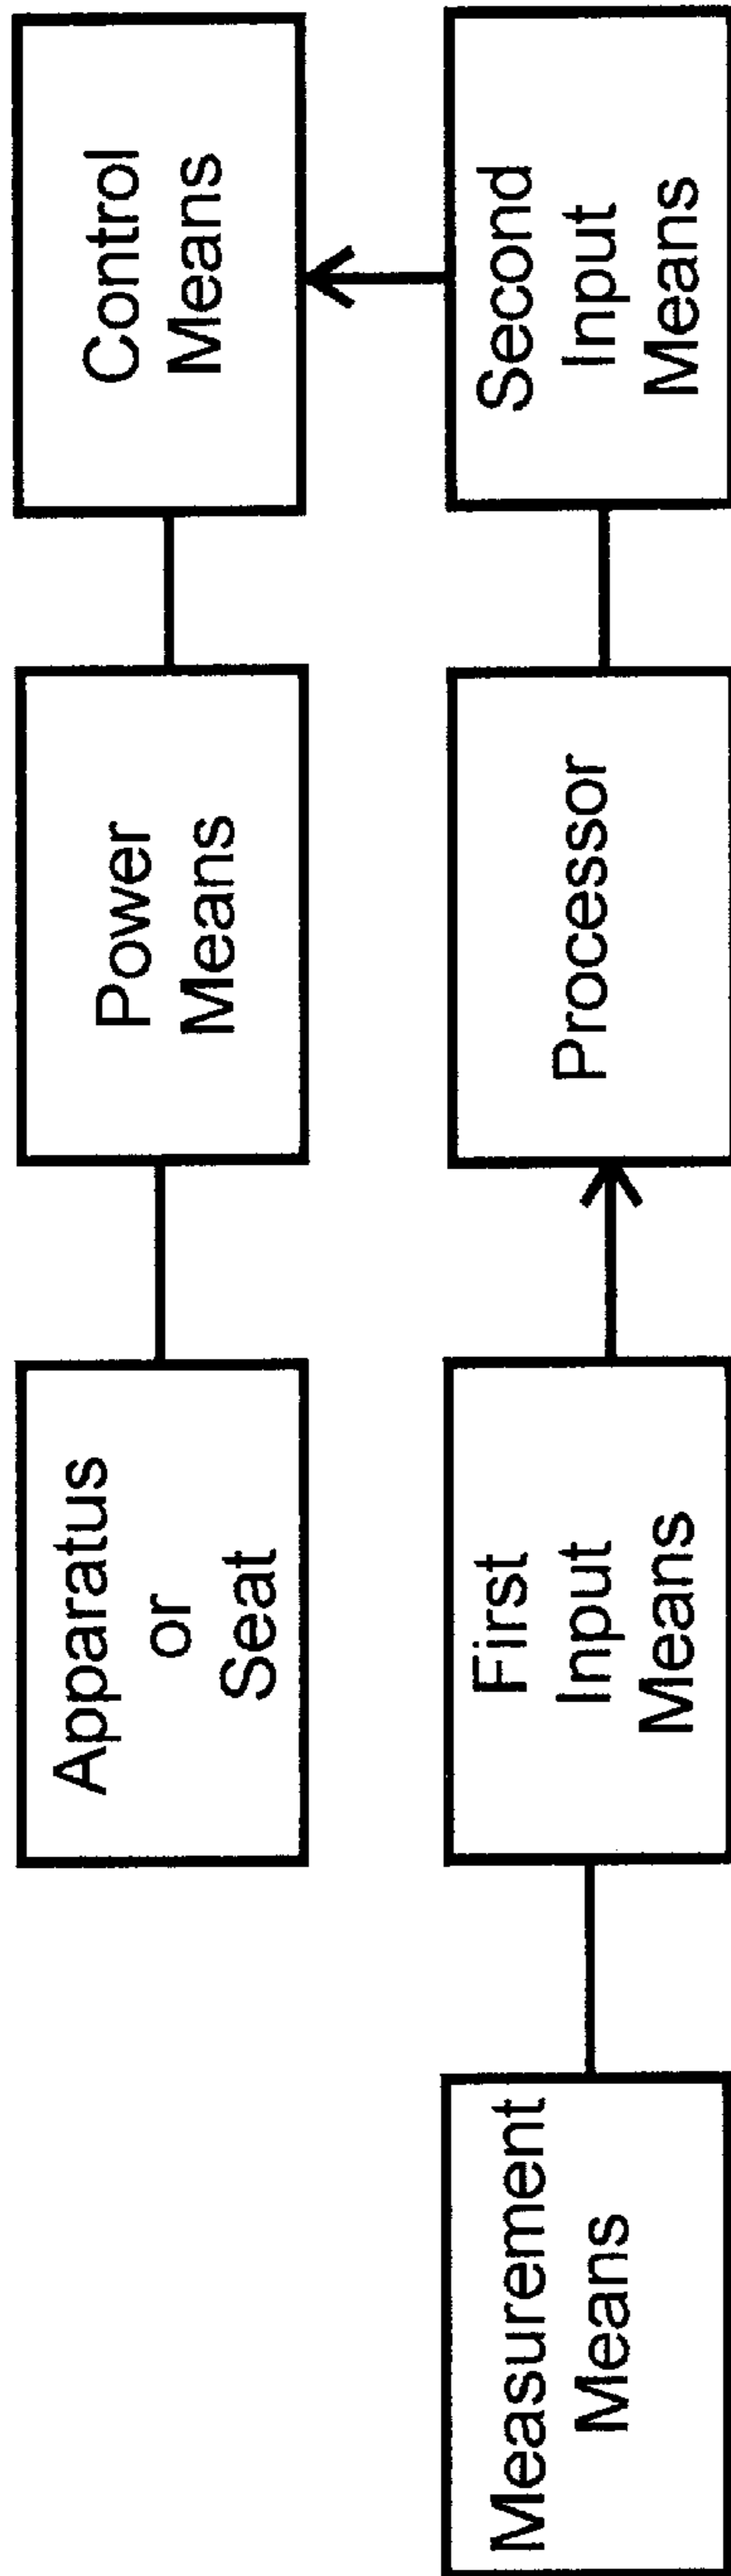 Apparatus
or
Seat
Power
Means
Control
Means
Measurement
Means
First
Input
Means
Processor
Second
Input
Means